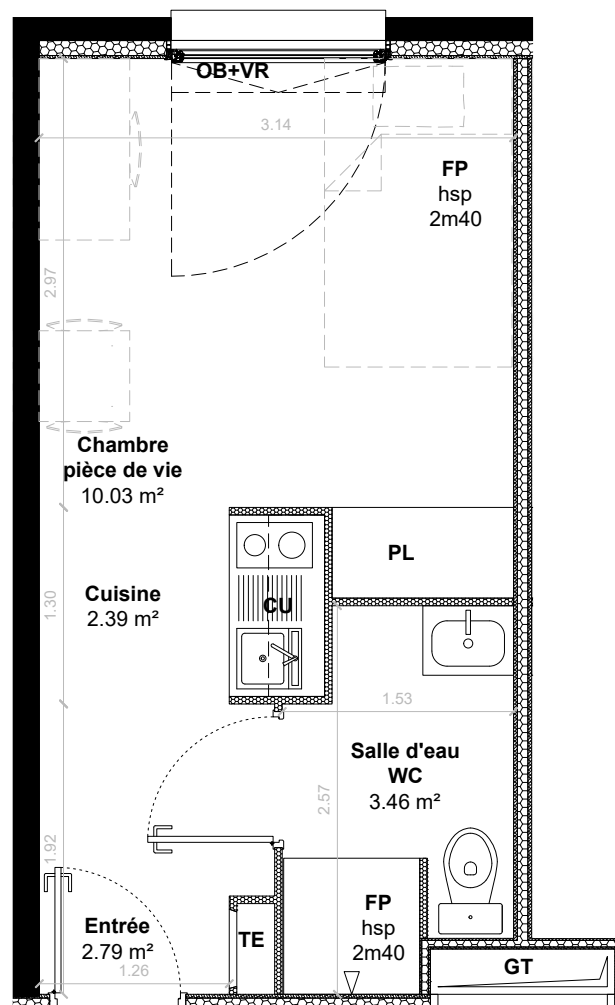 OB+VR
3.14
FP
hsp
2m40
2.97
Chambre
pièce de vie
10.03 m²
PL
Cuisine
2.39 m²
CU
1.30
1.53
Salle d'eau
WC
3.46 m²
2.57
1.92
Entrée
2.79 m²
TE
FP
hsp
2m40
GT
1.26